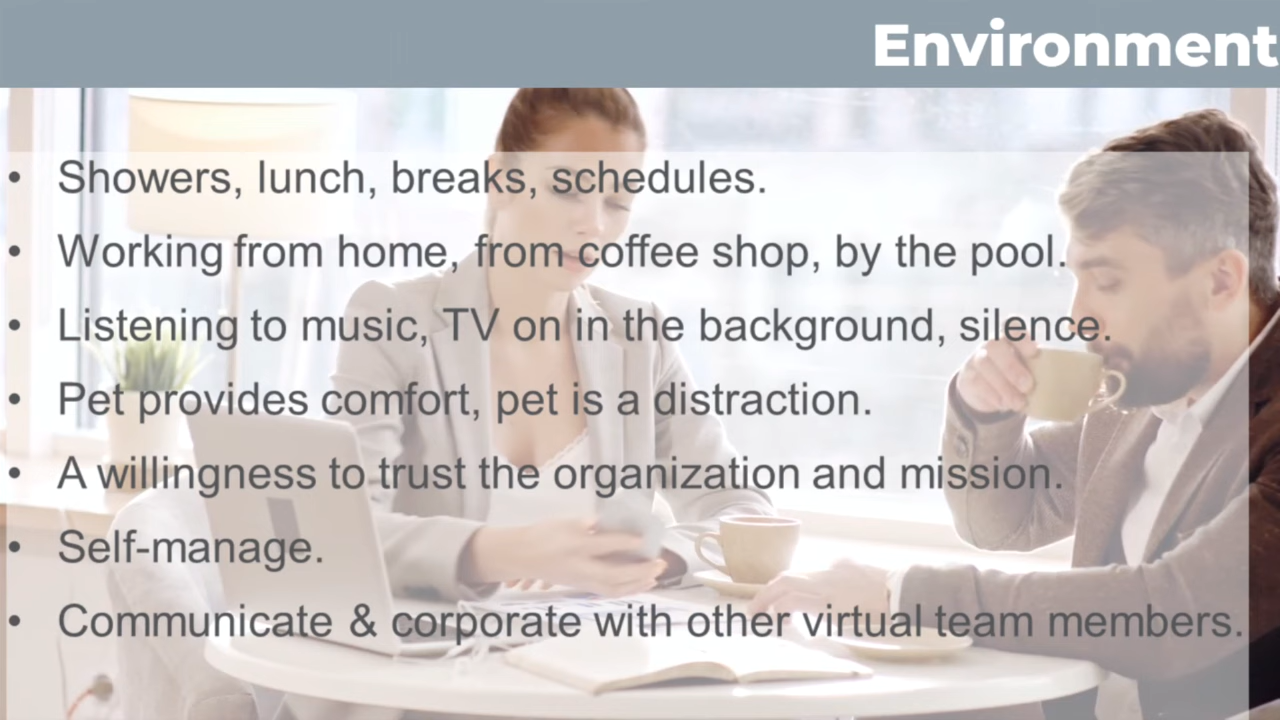 Environment
• Showers, lunch, breaks, schedules.
• Working from home, from coffee shop, by the pool.
• Listening to music, TV on in the background, silence.
• Pet provides comfort, pet is a distraction.
• A willingness to trust the organization and mission.
• Self-manage.
• Communicate & corporate with other virtual team members.